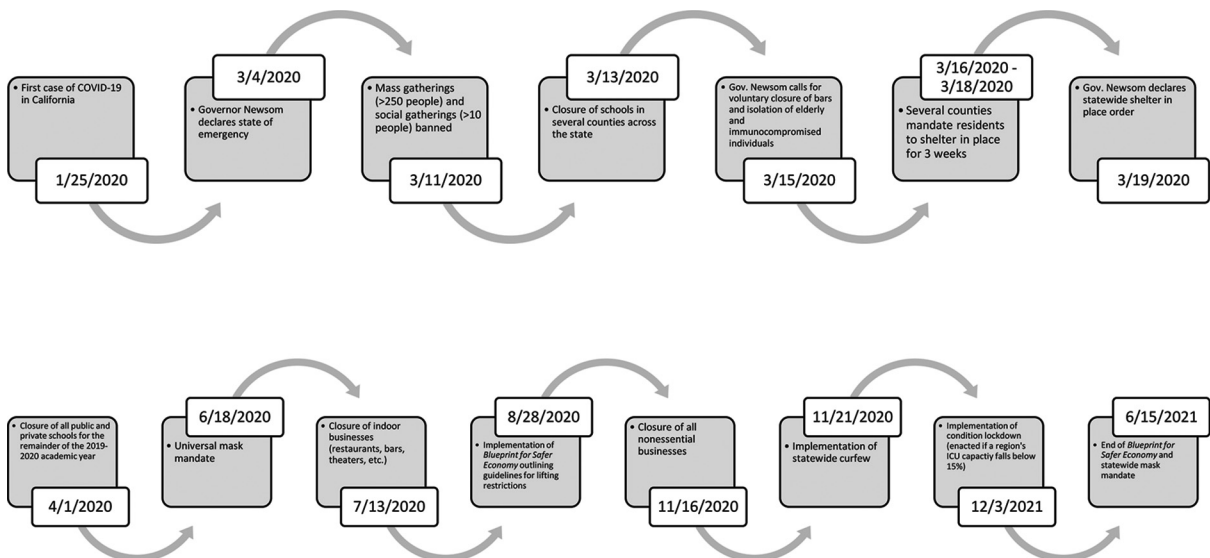 • First case of COVID-19
in California
1/25/2020
3/4/2020
• Governor Newsom
declares state of
emergency
• Mass gatherings
(>250 people) and
social gatherings (>10
people) banned
3/11/2020
3/13/2020
• Closure of schools in
several counties across
the state
• Gov. Newsom calls for
voluntary closure of bars
and isolation of elderly
and
immunocompromised
individuals
3/15/2020
3/16/2020 -
3/18/2020
• Several counties
mandate residents
to shelter in place
for 3 weeks
• Gov. Newsom declares
statewide shelter in
place order
3/19/2020
• Closure of all public and
private schools for the
remainder of the 2019-
2020 academic year
4/1/2020
6/18/2020
• Universal mask
mandate
• Closure of indoor
businesses
(restaurants, bars,
theaters, etc.)
7/13/2020
8/28/2020
• Implementation of
Blueprint for Safer
Economy outlining
guidelines for lifting
restrictions
• Closure of all
nonessential
businesses
11/16/2020
11/21/2020
• Implementation of
statewide curfew
• Implementation of
condition lockdown
(enacted if a region's
ICU capactiy falls below
15%)
12/3/2021
6/15/2021
• End of Blueprint for
Safer Economy and
statewide mask
mandate